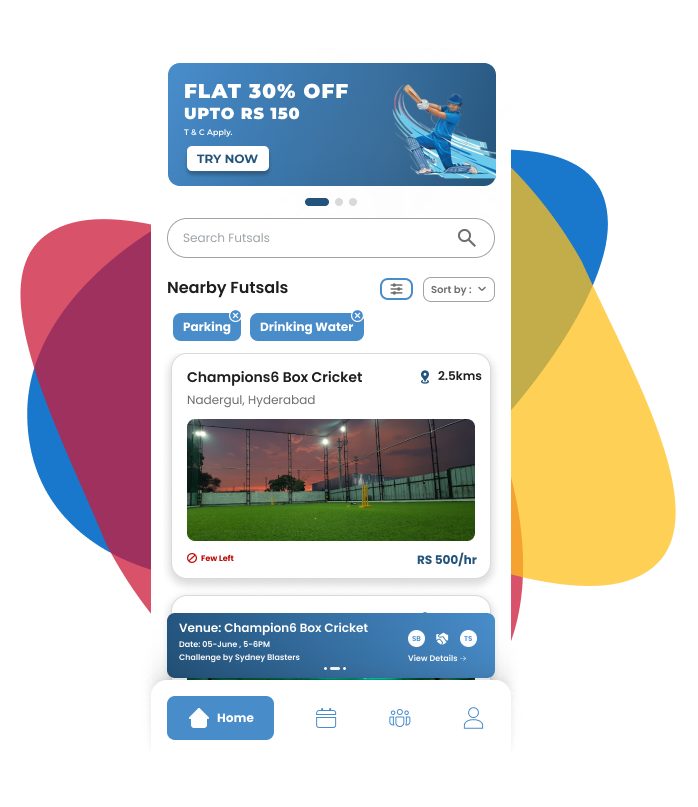 FLAT 30% OFF
UPTO RS 150
T & C Apply.
TRY NOW
Search Futsals
Nearby Futsals
Sort by :
Parking
Drinking Water
Champions6 Box Cricket
2.5kms
Nadergul, Hyderabad
Few Left
RS 500/hr
Venue: Champion6 Box Cricket
Date: 05-June , 5-6PM
SB
TS
Challenge by Sydney Blasters
View Details →
Home